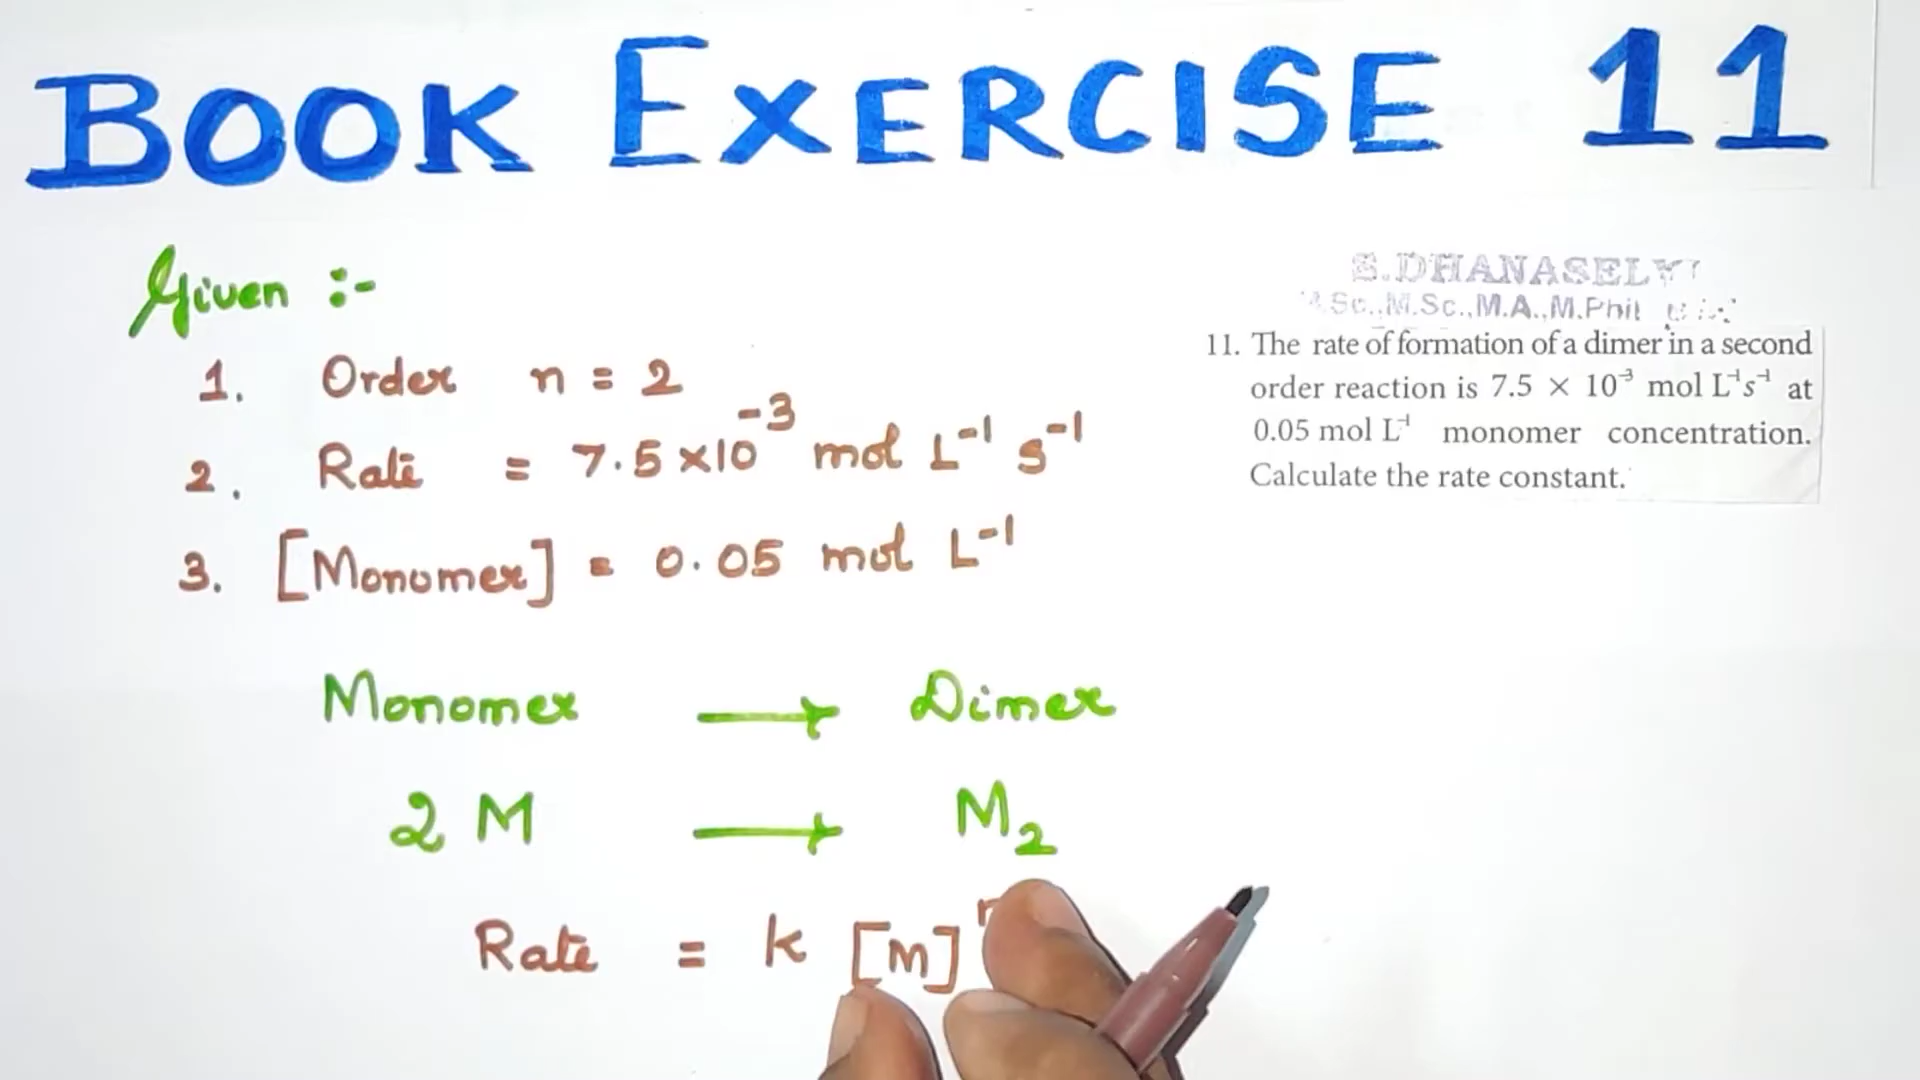 BOOK EXERCISE 11
Given :-
1. Order n = 2
2. Rate = 7.5 × 10⁻³ mol L⁻¹ s⁻¹
3. [Monomer] = 0.05 mol L⁻¹
Monomer → Dimer
2 M → M₂
Rate = k [M]
S.DHANASELV
M.Sc.,M.A.,M.Phil
11. The rate of formation of a dimer in a second
order reaction is 7.5 × 10⁻³ mol L⁻¹s⁻¹ at
0.05 mol L⁻¹ monomer concentration.
Calculate the rate constant.